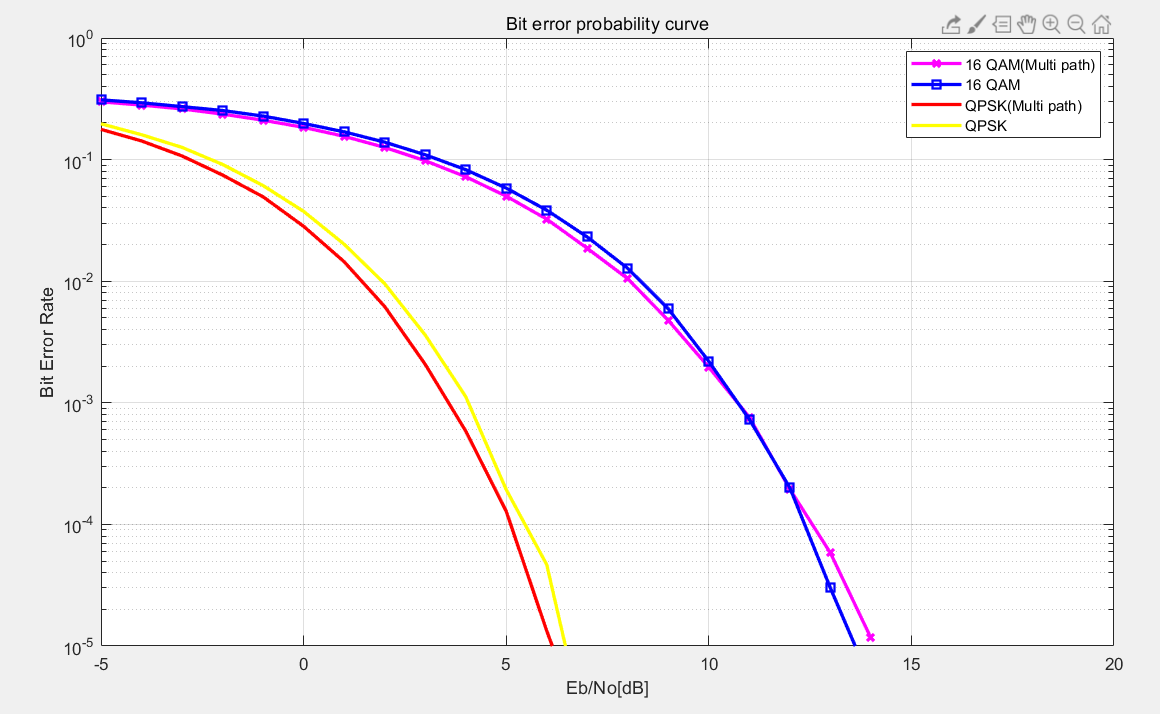 Bit error probability curve
16 QAM(Multi path)
16 QAM
QPSK(Multi path)
QPSK
Bit Error Rate
10^0
10^-1
10^-2
10^-3
10^-4
10^-5
-5 0 5 10 15 20
Eb/No[dB]